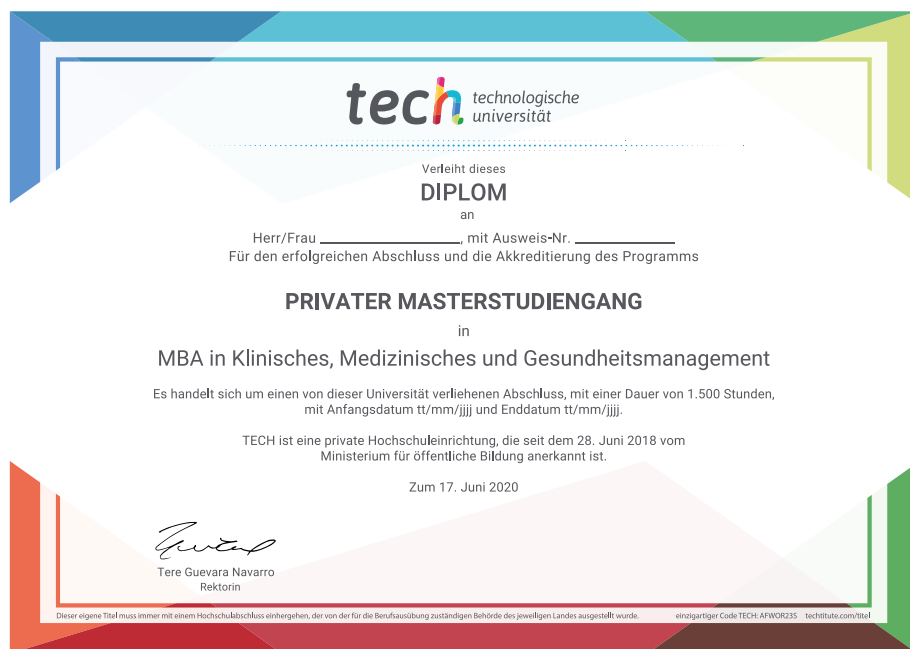 tech technologische
universität
Verleiht dieses
DIPLOM
an
Herr/Frau ____________________, mit Ausweis-Nr. ______________
Für den erfolgreichen Abschluss und die Akkreditierung des Programms
PRIVATER MASTERSTUDIENGANG
in
MBA in Klinisches, Medizinisches und Gesundheitsmanagement
Es handelt sich um einen von dieser Universität verliehenen Abschluss, mit einer Dauer von 1.500 Stunden,
mit Anfangsdatum tt/mm/jjjj und Enddatum tt/mm/jjjj.
TECH ist eine private Hochschuleinrichtung, die seit dem 28. Juni 2018 vom
Ministerium für öffentliche Bildung anerkannt ist.
Zum 17. Juni 2020
Tere Guevara Navarro
Rektorin
Dieser eigene Titel muss immer mit einem Hochschulabschluss einhergehen, der von der für die Berufsausübung zuständigen Behörde des jeweiligen Landes ausgestellt wurde. einzigartiger Code TECH: AFWOR23S techtitute.com/titel